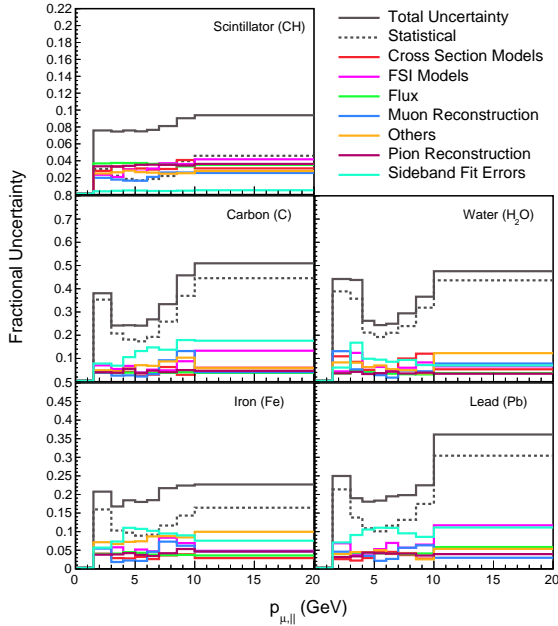 Fractional Uncertainty
0.22
0.2
0.18
0.16
0.14
0.12
0.1
0.08
0.06
0.04
0.02
0.8
Scintillator (CH)
Total Uncertainty
Statistical
Cross Section Models
FSI Models
Flux
Muon Reconstruction
Others
Pion Reconstruction
Sideband Fit Errors
0.7
0.6
0.5
0.4
0.3
0.2
0.1
0.5
Carbon (C)
Water (H₂O)
0.45
0.4
0.35
0.3
0.25
0.2
0.15
0.1
0.05
0
Iron (Fe)
Lead (Pb)
0 5 10 15 20
5 10 15 20
p_μ,|| (GeV)